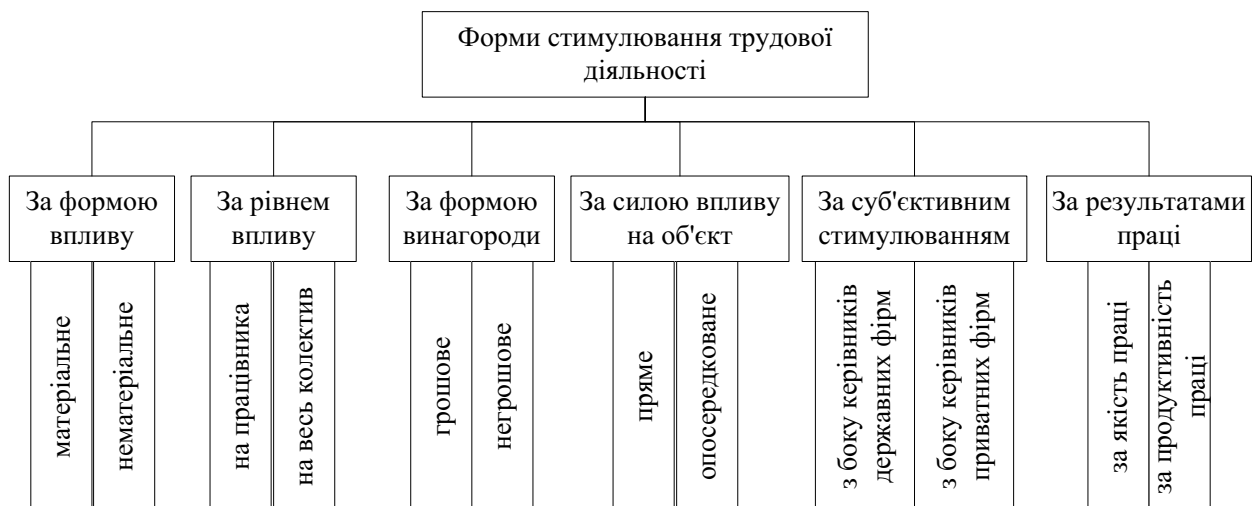 Форми стимулювання трудової
діяльності
За формою
впливу
За рівнем
впливу
За формою
винагороди
За силою впливу
на об'єкт
За суб'єктивним
стимулюванням
За результатами
праці
матеріальне
нематеріальне
на працівника
на весь колектив
грошове
негрошове
пряме
опосередковане
з боку керівників
державних фірм
з боку керівників
приватних фірм
за якість праці
за продуктивність
праці